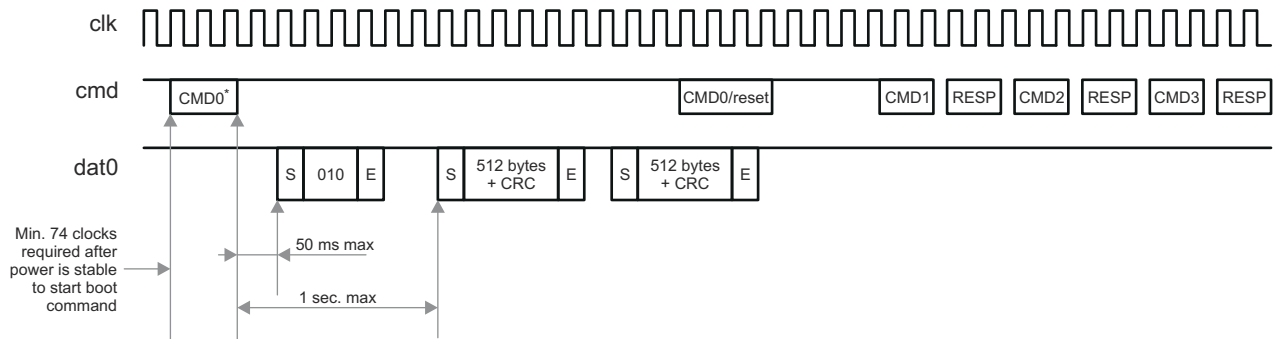 clk
cmd
CMD0*
CMD0/reset
CMD1
RESP
CMD2
RESP
CMD3
RESP
dat0
S
010
E
S
512 bytes
+ CRC
E
S
512 bytes
+ CRC
E
Min. 74 clocks
required after
power is stable
to start boot
command
50 ms max
1 sec. max